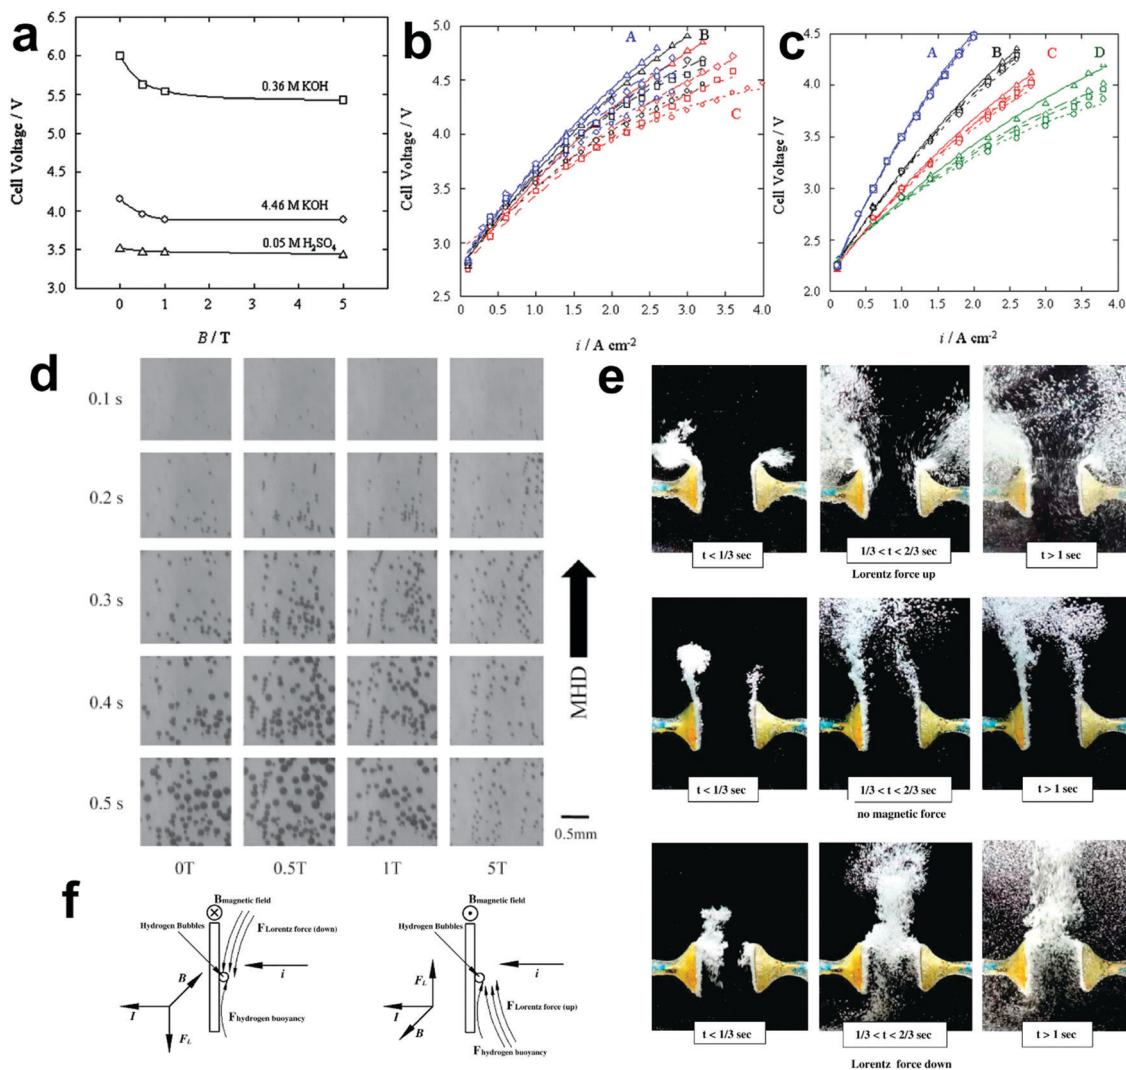 a
6.5
6.0
5.5
5.0
4.5
4.0
3.5
3.0
Cell Voltage / V
0.36 M KOH
4.46 M KOH
0.05 M H₂SO₄
0
1
2
3
4
5
B / T
b
5.0
4.5
4.0
3.5
3.0
2.5
Cell Voltage / V
A
B
C
0.0
0.5
1.0
1.5
2.0
2.5
3.0
3.5
4.0
i / A cm⁻²
c
4.5
4.0
3.5
3.0
2.5
2.0
Cell Voltage / V
A
B
C
D
0.0
0.5
1.0
1.5
2.0
2.5
3.0
3.5
4.0
i / A cm⁻²
d
0.1 s
0.2 s
0.3 s
0.4 s
0.5 s
0T
0.5T
1T
5T
MHD
0.5mm
e
t < 1/3 sec
1/3 < t < 2/3 sec
t > 1 sec
Lorentz force up
t < 1/3 sec
1/3 < t < 2/3 sec
t > 1 sec
no magnetic force
t < 1/3 sec
1/3 < t < 2/3 sec
t > 1 sec
Lorentz force down
f
Bmagnetic field
Hydrogen Bubbles
FLorentz force (down)
B
i
I
FL
Fhydrogen buoyancy
Bmagnetic field
Hydrogen Bubbles
i
FL
I
B
FLorentz force (up)
Fhydrogen buoyancy